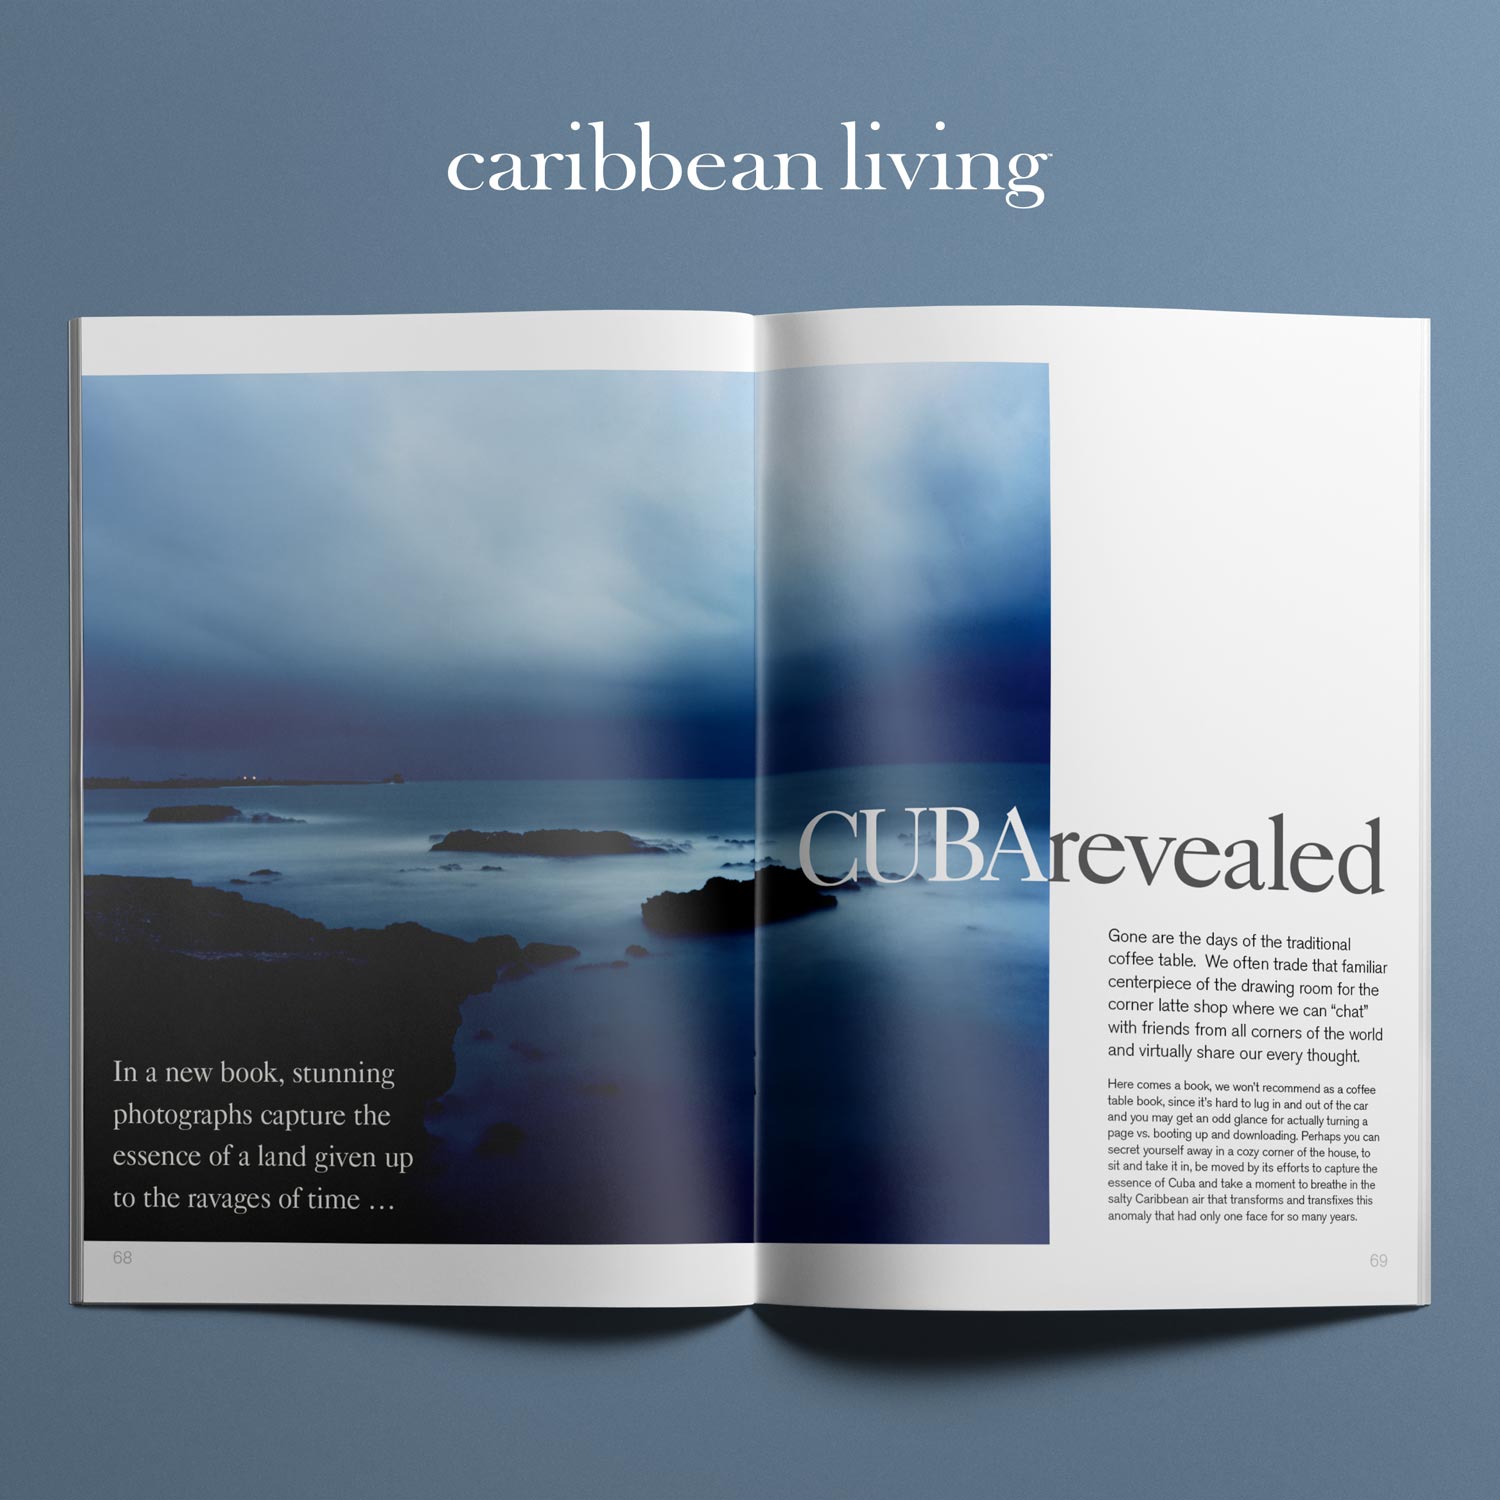 caribbean living
CUBArevealed
In a new book, stunning
photographs capture the
essence of a land given up
to the ravages of time …
68
Gone are the days of the traditional
coffee table.  We often trade that familiar
centerpiece of the drawing room for the
corner latte shop where we can “chat”
with friends from all corners of the world
and virtually share our every thought.
Here comes a book, we won’t recommend as a coffee
table book, since it’s hard to lug in and out of the car
and you may get an odd glance for actually turning a
page vs. booting up and downloading. Perhaps you can
secret yourself away in a cozy corner of the house, to
sit and take it in, be moved by its efforts to capture the
essence of Cuba and take a moment to breathe in the
salty Caribbean air that transforms and transfixes this
anomaly that had only one face for so many years.
69